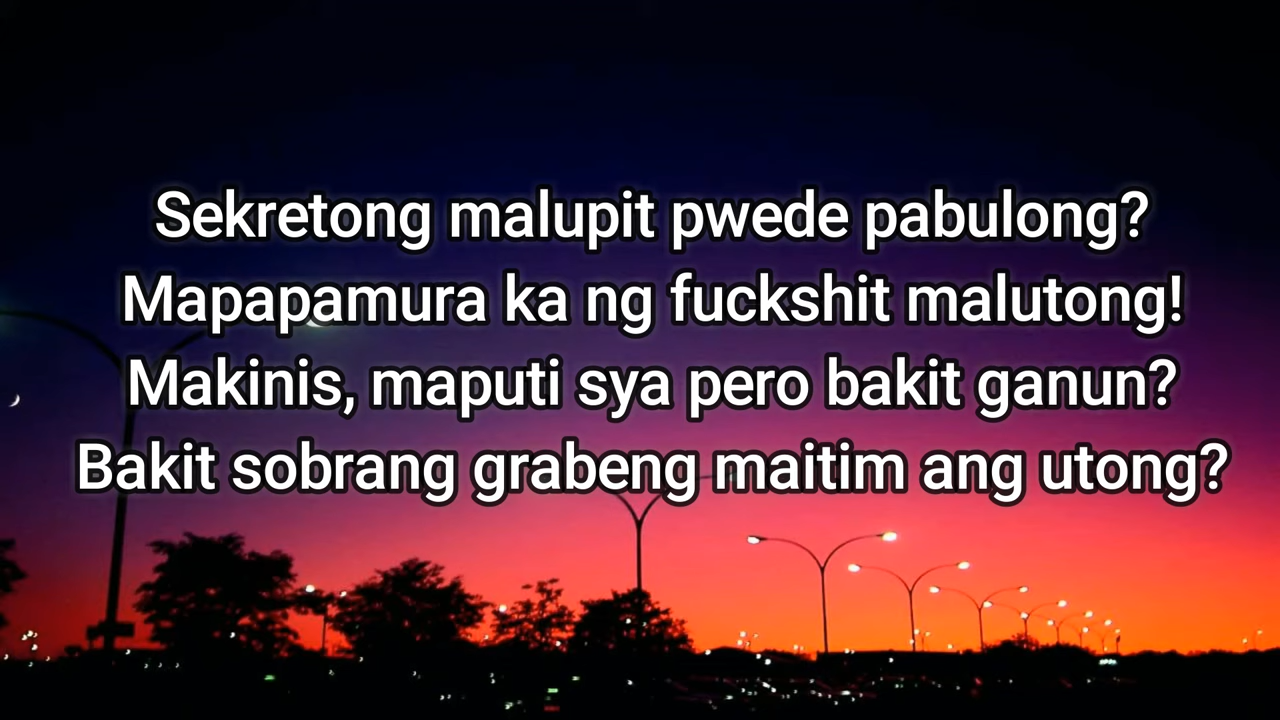 Sekretong malupit pwede pabulong?
Mapapamura ka ng fuckshit malutong!
Makinis, maputi sya pero bakit ganun?
Bakit sobrang grabeng maitim ang utong?